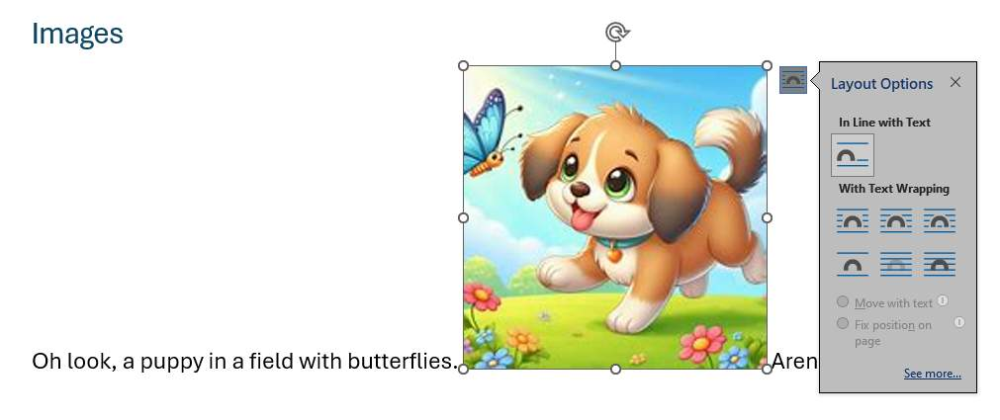 Images
Layout Options
In Line with Text
With Text Wrapping
Move with text
Fix position on
page
See more...
Oh look, a puppy in a field with butterflies.
Aren